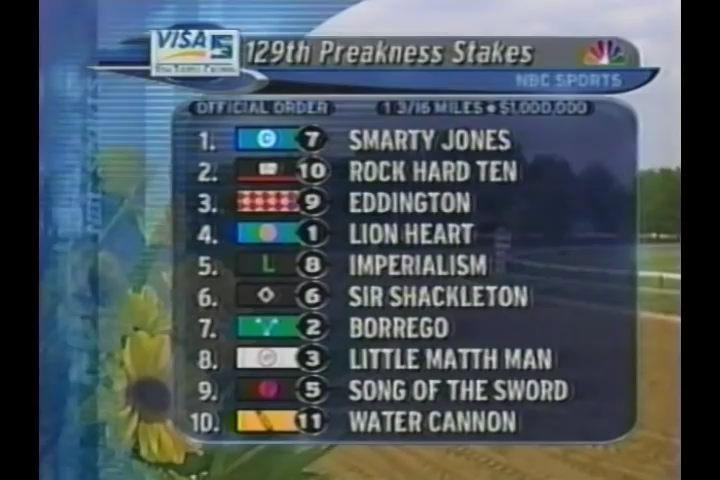 VISA 129th Preakness Stakes
NBC SPORTS
OFFICIAL ORDER 1 3/16 MILES • $1,000,000
1. C 7 SMARTY JONES
2. 10 ROCK HARD TEN
3. 9 EDDINGTON
4. 1 LION HEART
5. L 8 IMPERIALISM
6. 6 SIR SHACKLETON
7. 2 BORREGO
8. 3 LITTLE MATTH MAN
9. 5 SONG OF THE SWORD
10. 11 WATER CANNON